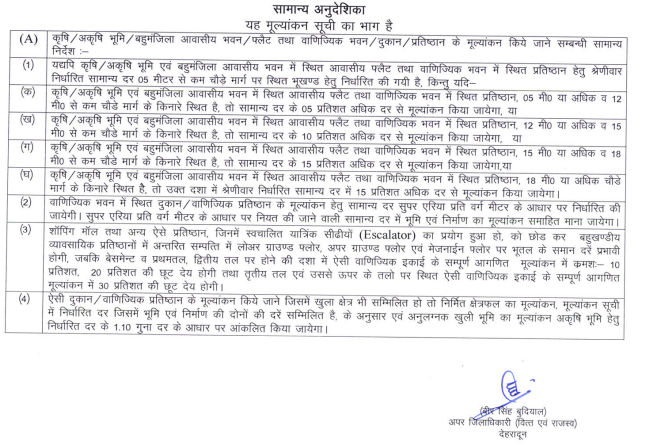 सामान्य अनुदेशिका
यह मूल्यांकन सूची का भाग है
(A) कृषि/अकृषि भूमि/बहुमंजिला आवासीय भवन/फ्लैट तथा वाणिज्यिक भवन/दुकान/प्रतिष्ठान के मूल्यांकन किये जाने सम्बन्धी सामान्य
निर्देश :–
(1) यद्यपि कृषि/अकृषि भूमि एवं बहुमंजिला आवासीय भवन में स्थित आवासीय फ्लैट तथा वाणिज्यिक भवन में स्थित प्रतिष्ठान हेतु श्रेणीवार
निर्धारित सामान्य दर 05 मीटर से कम चौड़े मार्ग पर स्थित भूखण्ड हेतु निर्धारित की गयी है, किन्तु यदि–
(क) कृषि/अकृषि भूमि एवं बहुमंजिला आवासीय भवन में स्थित आवासीय फ्लैट तथा वाणिज्यिक भवन में स्थित प्रतिष्ठान, 05 मी0 या अधिक व 12
मी0 से कम चौडे मार्ग के किनारे स्थित है, तो सामान्य दर के 05 प्रतिशत अधिक दर से मूल्यांकन किया जायेगा, या
(ख) कृषि/अकृषि भूमि एवं बहुमंजिला आवासीय भवन में स्थित आवासीय फ्लैट तथा वाणिज्यिक भवन में स्थित प्रतिष्ठान, 12 मी0 या अधिक व 15
मी0 से कम चौडे मार्ग के किनारे स्थित है, तो सामान्य दर के 10 प्रतिशत अधिक दर से मूल्यांकन किया जायेगा, या
(ग) कृषि/अकृषि भूमि एवं बहुमंजिला आवासीय भवन में स्थित आवासीय फ्लैट तथा वाणिज्यिक भवन में स्थित प्रतिष्ठान, 15 मी0 या अधिक व 18
मी0 से कम चौडे मार्ग के किनारे स्थित है, तो सामान्य दर के 15 प्रतिशत अधिक दर से मूल्यांकन किया जायेगा,या
(घ) कृषि/अकृषि भूमि एवं बहुमंजिला आवासीय भवन में स्थित आवासीय फ्लैट तथा वाणिज्यिक भवन में स्थित प्रतिष्ठान, 18 मी0 या अधिक चौडे
मार्ग के किनारे स्थित है, तो उक्त दशा में श्रेणीवार निर्धारित सामान्य दर में 15 प्रतिशत अधिक दर से मूल्यांकन किया जायेगा।
(2) वाणिज्यिक भवन में स्थित दुकान/वाणिज्यिक प्रतिष्ठान के मूल्यांकन हेतु सामान्य दर सुपर एरिया प्रति वर्ग मीटर के आधार पर निर्धारित की
जायेगी। सुपर एरिया प्रति वर्ग मीटर के आधार पर नियत की जाने वाली सामान्य दर में भूमि एवं निर्माण का मूल्यांकन समाहित माना जायेगा।
(3) शॉपिंग मॉल तथा अन्य ऐसे प्रतिष्ठान, जिनमें स्वचालित यांत्रिक सीढीयों (Escalator) का प्रयोग हुआ हो, को छोड कर बहुखण्डीय
व्यावसायिक प्रतिष्ठानों में अन्तरित सम्पत्ति में लोअर ग्राउण्ड फ्लोर, अपर ग्राउण्ड फ्लोर एवं मेजनाईन फ्लोर पर भूतल के समान दरें प्रभावी
होगी, जबकि बेसमेन्ट व प्रथमतल, द्वितीय तल पर होने की दशा में ऐसी वाणिज्यिक इकाई के सम्पूर्ण आगणित मूल्यांकन में कमशः– 10
प्रतिशत, 20 प्रतिशत की छूट देय होगी तथा तृतीय तल एवं उससे ऊपर के तलो पर स्थित ऐसी वाणिज्यिक इकाई के सम्पूर्ण आगणित
मूल्यांकन में 30 प्रतिशत की छूट देय होगी।
(4) ऐसी दुकान/वाणिज्यिक प्रतिष्ठान के मूल्यांकन किये जाने जिसमें खुला क्षेत्र भी सम्मिलित हो तो निर्मित क्षेत्रफल का मूल्यांकन, मूल्यांकन सूची
में निर्धारित दर जिसमें भूमि एवं निर्माण की दोनों की दरें सम्मिलित है, के अनुसार एवं अनुलग्नक खुली भूमि का मूल्यांकन अकृषि भूमि हेतु
निर्धारित दर के 1.10 गुना दर के आधार पर आंकलित किया जायेगा।
(बीर सिंह बुदियाल)
अपर जिलाधिकारी (वित्त एवं राजस्व)
देहरादून